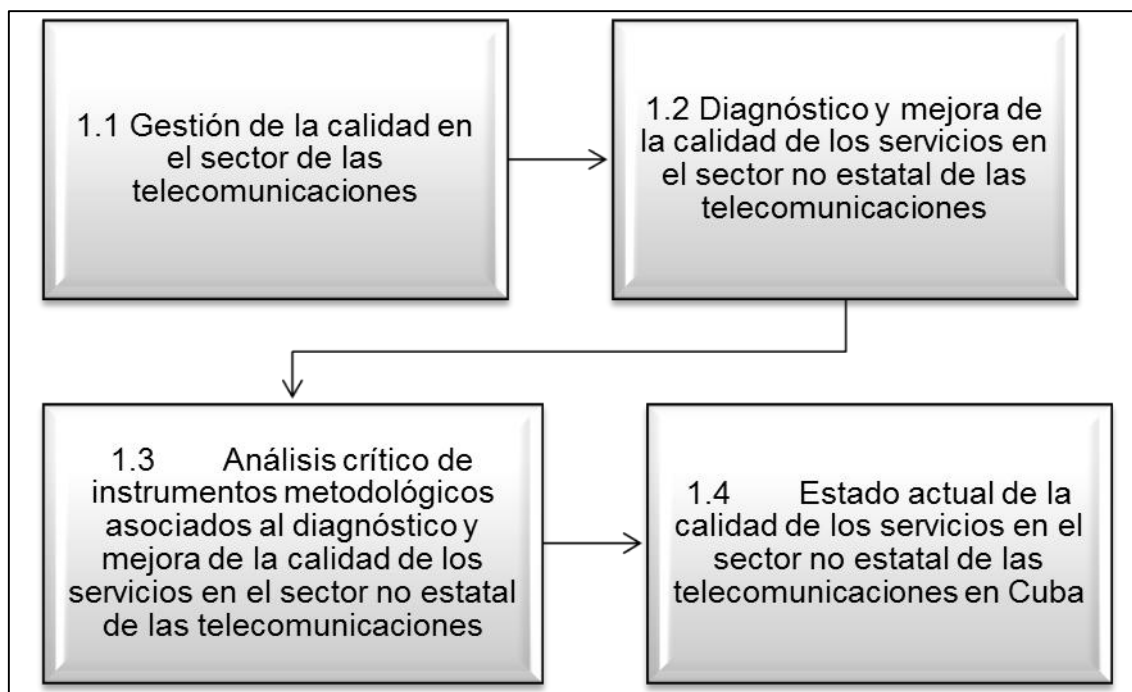 1.1 Gestión de la calidad en
el sector de las
telecomunicaciones
1.2 Diagnóstico y mejora de
la calidad de los servicios en
el sector no estatal de las
telecomunicaciones
1.3 Análisis crítico de
instrumentos metodológicos
asociados al diagnóstico y
mejora de la calidad de los
servicios en el sector no estatal
de las telecomunicaciones
1.4 Estado actual de la
calidad de los servicios en el
sector no estatal de las
telecomunicaciones en Cuba